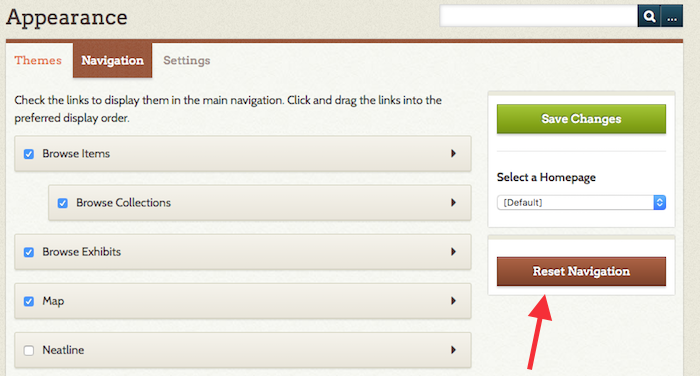 Appearance
...
Themes
Navigation
Settings
Check the links to display them in the main navigation. Click and drag the links into the
preferred display order.
Browse Items
Browse Collections
Browse Exhibits
Map
Neatline
Save Changes
Select a Homepage
[Default]
Reset Navigation